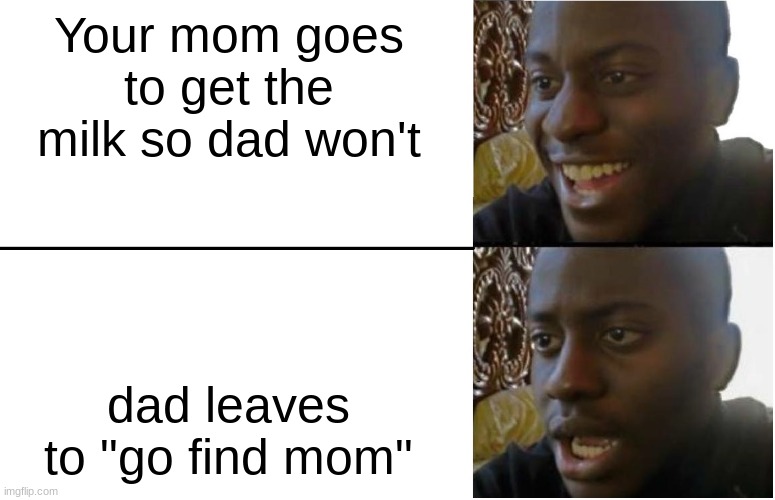 Your mom goes
to get the
milk so dad won't
dad leaves
to "go find mom"
imgflip.com